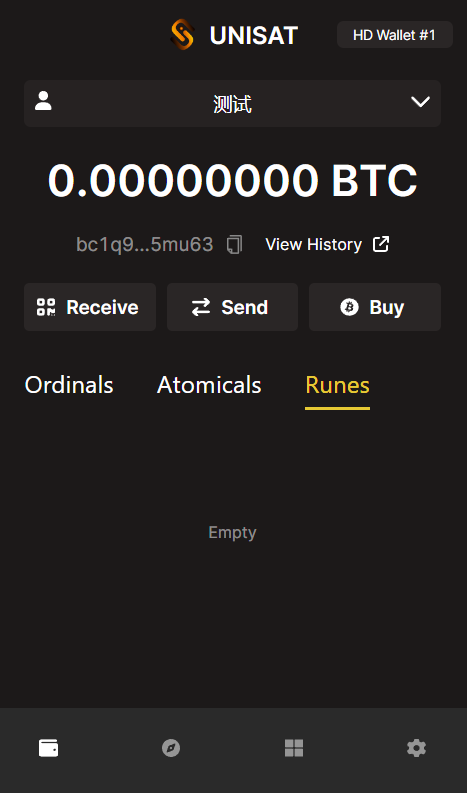 UNISAT
HD Wallet #1
测试
0.00000000 BTC
bc1q9...5mu63 View History
Receive Send Buy
Ordinals Atomicals Runes
Empty